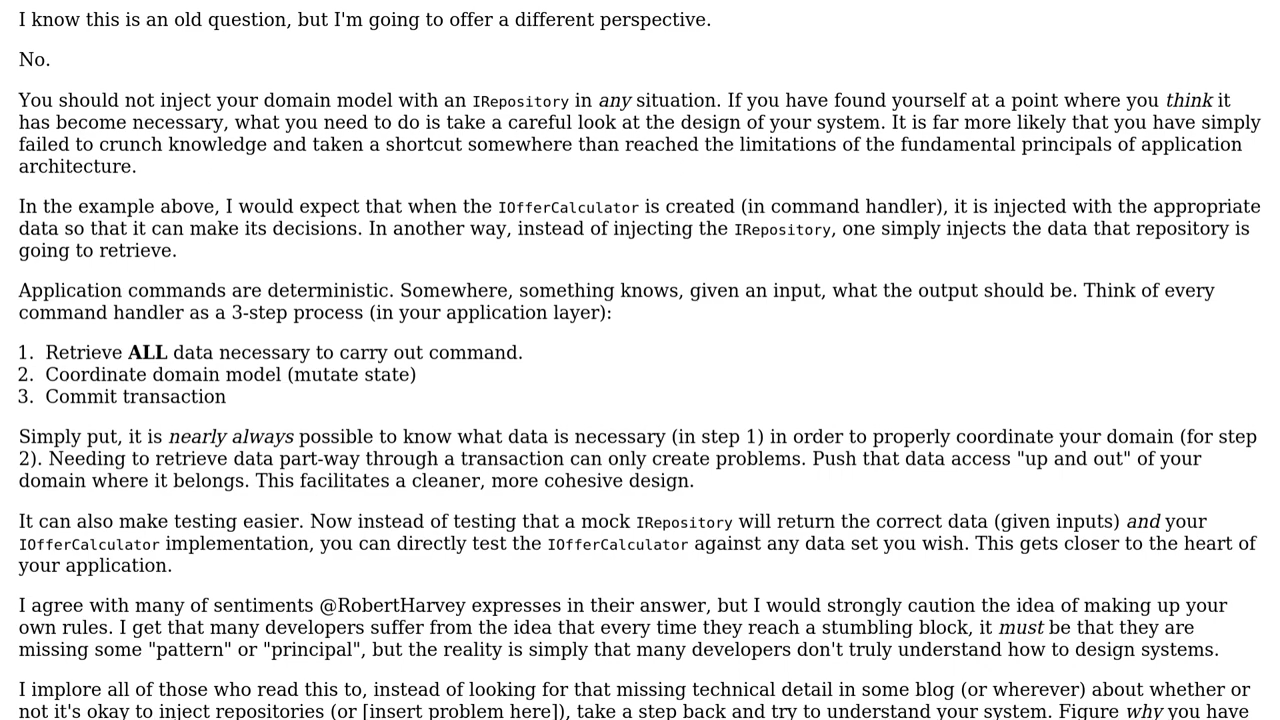 I know this is an old question, but I'm going to offer a different perspective.
No.
You should not inject your domain model with an IRepository in any situation. If you have found yourself at a point where you think it
has become necessary, what you need to do is take a careful look at the design of your system. It is far more likely that you have simply
failed to crunch knowledge and taken a shortcut somewhere than reached the limitations of the fundamental principals of application
architecture.
In the example above, I would expect that when the IOfferCalculator is created (in command handler), it is injected with the appropriate
data so that it can make its decisions. In another way, instead of injecting the IRepository, one simply injects the data that repository is
going to retrieve.
Application commands are deterministic. Somewhere, something knows, given an input, what the output should be. Think of every
command handler as a 3-step process (in your application layer):
1. Retrieve ALL data necessary to carry out command.
2. Coordinate domain model (mutate state)
3. Commit transaction
Simply put, it is nearly always possible to know what data is necessary (in step 1) in order to properly coordinate your domain (for step
2). Needing to retrieve data part-way through a transaction can only create problems. Push that data access "up and out" of your
domain where it belongs. This facilitates a cleaner, more cohesive design.
It can also make testing easier. Now instead of testing that a mock IRepository will return the correct data (given inputs) and your
IOfferCalculator implementation, you can directly test the IOfferCalculator against any data set you wish. This gets closer to the heart of
your application.
I agree with many of sentiments @RobertHarvey expresses in their answer, but I would strongly caution the idea of making up your
own rules. I get that many developers suffer from the idea that every time they reach a stumbling block, it must be that they are
missing some "pattern" or "principal", but the reality is simply that many developers don't truly understand how to design systems.
I implore all of those who read this to, instead of looking for that missing technical detail in some blog (or wherever) about whether or
not it's okay to inject repositories (or [insert problem here]), take a step back and try to understand your system. Figure why you have